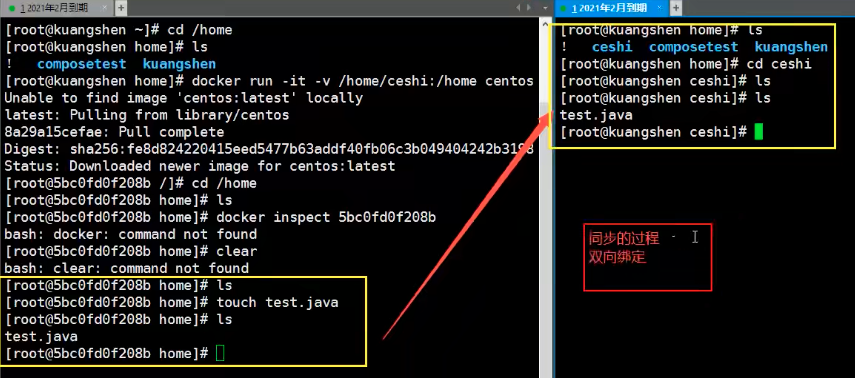 1 2021年2月到期
[root@kuangshen ~]# cd /home
[root@kuangshen home]# ls
!   composetest  kuangshen
[root@kuangshen home]# docker run -it -v /home/ceshi:/home centos
Unable to find image 'centos:latest' locally
latest: Pulling from library/centos
8a29a15cefae: Pull complete
Digest: sha256:fe8d824220415eed5477b63addf40fb06c3b049404242b31
Status: Downloaded newer image for centos:latest
[root@5bc0fd0f208b /]# cd /home
[root@5bc0fd0f208b home]# ls
[root@5bc0fd0f208b home]# docker inspect 5bc0fd0f208b
bash: docker: command not found
[root@5bc0fd0f208b home]# clear
bash: clear: command not found
[root@5bc0fd0f208b home]# ls
[root@5bc0fd0f208b home]# touch test.java
[root@5bc0fd0f208b home]# ls
test.java
[root@5bc0fd0f208b home]#
1 2021年2月到期
[root@kuangshen home]# ls
!   ceshi  composetest  kuangshen
[root@kuangshen home]# cd ceshi
[root@kuangshen ceshi]# ls
[root@kuangshen ceshi]# ls
test.java
[root@kuangshen ceshi]#
同步的过程 -
双向绑定